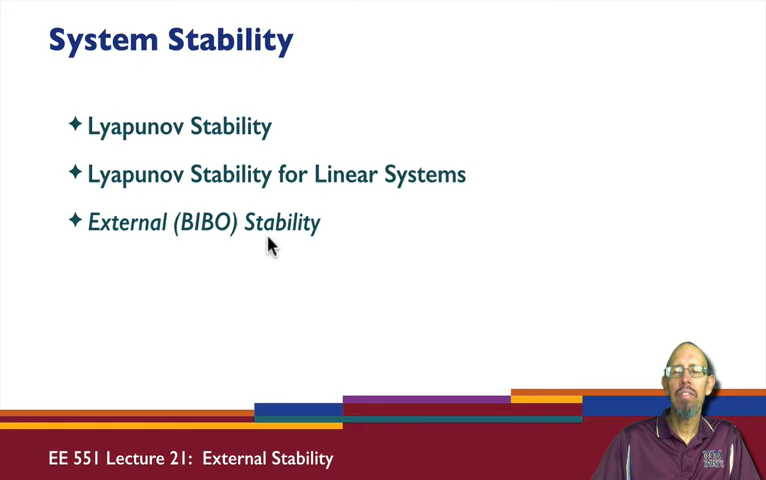 System Stability
Lyapunov Stability
Lyapunov Stability for Linear Systems
External (BIBO) Stability
EE 551 Lecture 21: External Stability